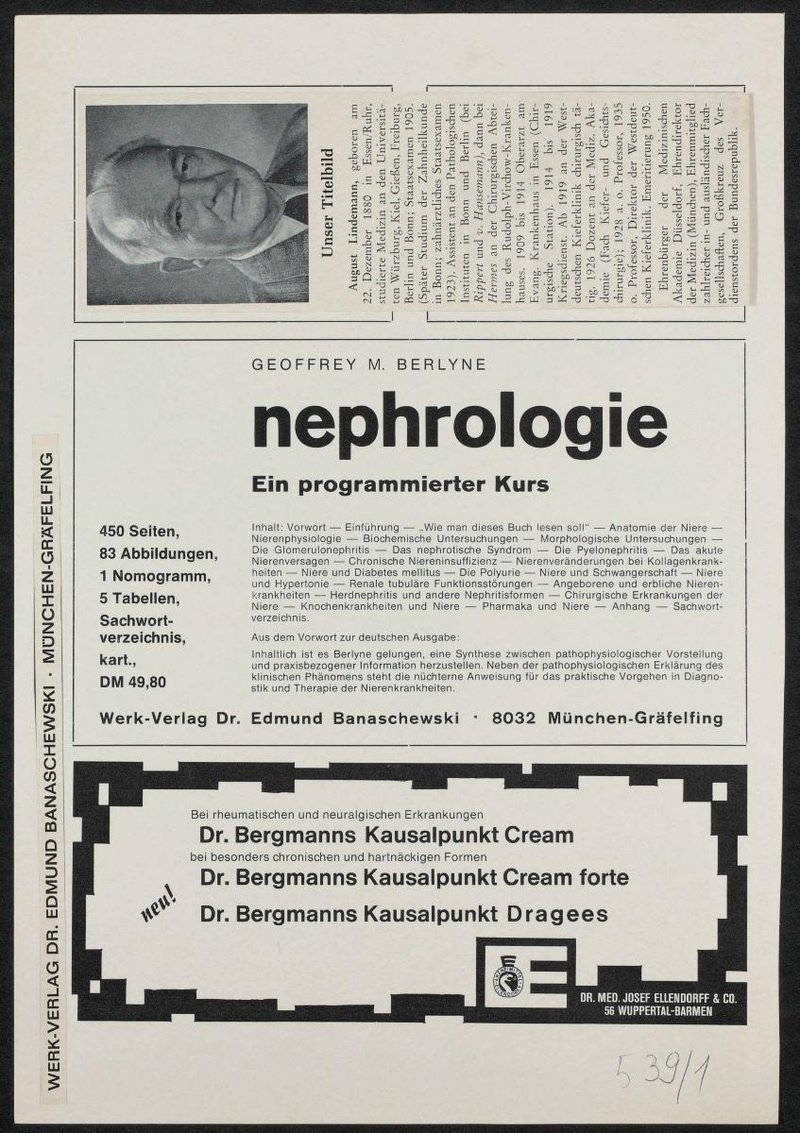 Unser Titelbild
August Lindemann, geboren am
22. Dezember 1880 in Essen/Ruhr,
studierte Medizin an den Universitä-
ten Würzburg, Kiel, Gießen, Freiburg,
Berlin und Bonn; Staatsexamen 1905.
(Später Studium der Zahnheilkunde
in Bonn; zahnärztliches Staatsexamen
1923). Assistent an den Pathologischen
Instituten in Bonn und Berlin (bei
Rippert und v. Hansemann), dann bei
Hermes an der Chirurgischen Abtei-
lung des Rudolph-Virchow-Kranken-
hauses. 1909 bis 1914 Oberarzt am
Evang. Krankenhaus in Essen (Chir-
urgische Station). 1914 bis 1919
Kriegsdienst. Ab 1919 an der West-
deutschen Kieferklinik chirurgisch tä-
tig. 1926 Dozent an der Mediz. Aka-
demie (Fach Kiefer- und Gesichts-
chirurgie); 1928 a. o. Professor, 1935
o. Professor, Direktor der Westdeut-
schen Kieferklinik. Emeritierung 1950.
Ehrenbürger der Medizinischen
Akademie Düsseldorf, Ehrendirektor
der Medizin (München), Ehrenmitglied
zahlreicher in- und ausländischer Fach-
gesellschaften, Großkreuz des Ver-
dienstordens der Bundesrepublik.
GEOFFREY M. BERLYNE
nephrologie
Ein programmierter Kurs
450 Seiten,
83 Abbildungen,
1 Nomogramm,
5 Tabellen,
Sachwort-
verzeichnis,
kart.,
DM 49,80
Inhalt: Vorwort — Einführung — „Wie man dieses Buch lesen soll“ — Anatomie der Niere —
Nierenphysiologie — Biochemische Untersuchungen — Morphologische Untersuchungen —
Die Glomerulonephritis — Das nephrotische Syndrom — Die Pyelonephritis — Das akute
Nierenversagen — Chronische Niereninsuffizienz — Nierenveränderungen bei Kollagenkrank-
heiten — Niere und Diabetes mellitus — Die Polyurie — Niere und Schwangerschaft — Niere
und Hypertonie — Renale tubuläre Funktionsstörungen — Angeborene und erbliche Nieren-
krankheiten — Herdnephritis und andere Nephritisformen — Chirurgische Erkrankungen der
Niere — Knochenkrankheiten und Niere — Pharmaka und Niere — Anhang — Sachwort-
verzeichnis.
Aus dem Vorwort zur deutschen Ausgabe:
Inhaltlich ist es Berlyne gelungen, eine Synthese zwischen pathophysiologischer Vorstellung
und praxisbezogener Information herzustellen. Neben der pathophysiologischen Erklärung des
klinischen Phänomens steht die nüchterne Anweisung für das praktische Vorgehen in Diagno-
stik und Therapie der Nierenkrankheiten.
Werk-Verlag Dr. Edmund Banaschewski · 8032 München-Gräfelfing
WERK-VERLAG DR. EDMUND BANASCHEWSKI · MÜNCHEN-GRÄFELFING
Bei rheumatischen und neuralgischen Erkrankungen
Dr. Bergmanns Kausalpunkt Cream
bei besonders chronischen und hartnäckigen Formen
Dr. Bergmanns Kausalpunkt Cream forte
neu!
Dr. Bergmanns Kausalpunkt Dragees
DR. MED. JOSEF ELLENDORFF & CO.
56 WUPPERTAL-BARMEN
539/1